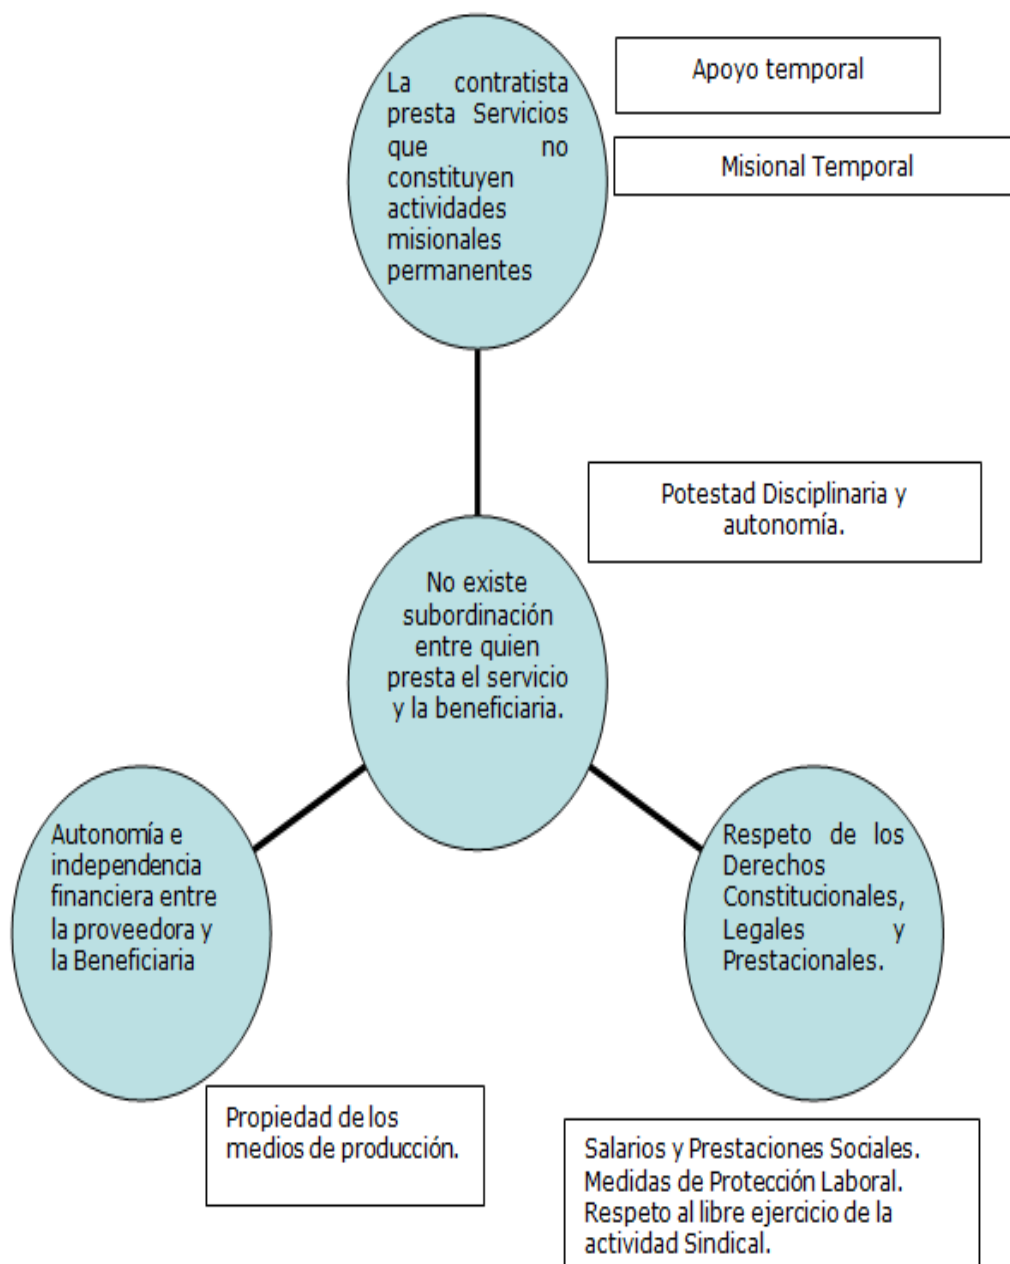 La contratista
presta Servicios
que no
constituyen
actividades
misionales
permanentes
Apoyo temporal
Misional Temporal
Potestad Disciplinaria y
autonomía.
No existe
subordinación
entre quien
presta el servicio
y la beneficiaria.
Autonomía e
independencia
financiera entre
la proveedora y
la Beneficiaria
Respeto de los
Derechos
Constitucionales,
Legales y
Prestacionales.
Propiedad de los
medios de producción.
Salarios y Prestaciones Sociales.
Medidas de Protección Laboral.
Respeto al libre ejercicio de la
actividad Sindical.